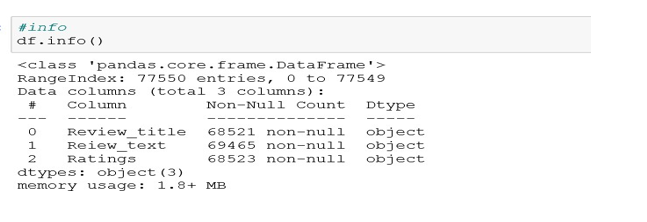 #info
df.info()
<class 'pandas.core.frame.DataFrame'>
RangeIndex: 77550 entries, 0 to 77549
Data columns (total 3 columns):
 #   Column        Non-Null Count  Dtype
---  ------        --------------  -----
 0   Review_title  68521 non-null  object
 1   Reiew_text    69465 non-null  object
 2   Ratings       68523 non-null  object
dtypes: object(3)
memory usage: 1.8+ MB